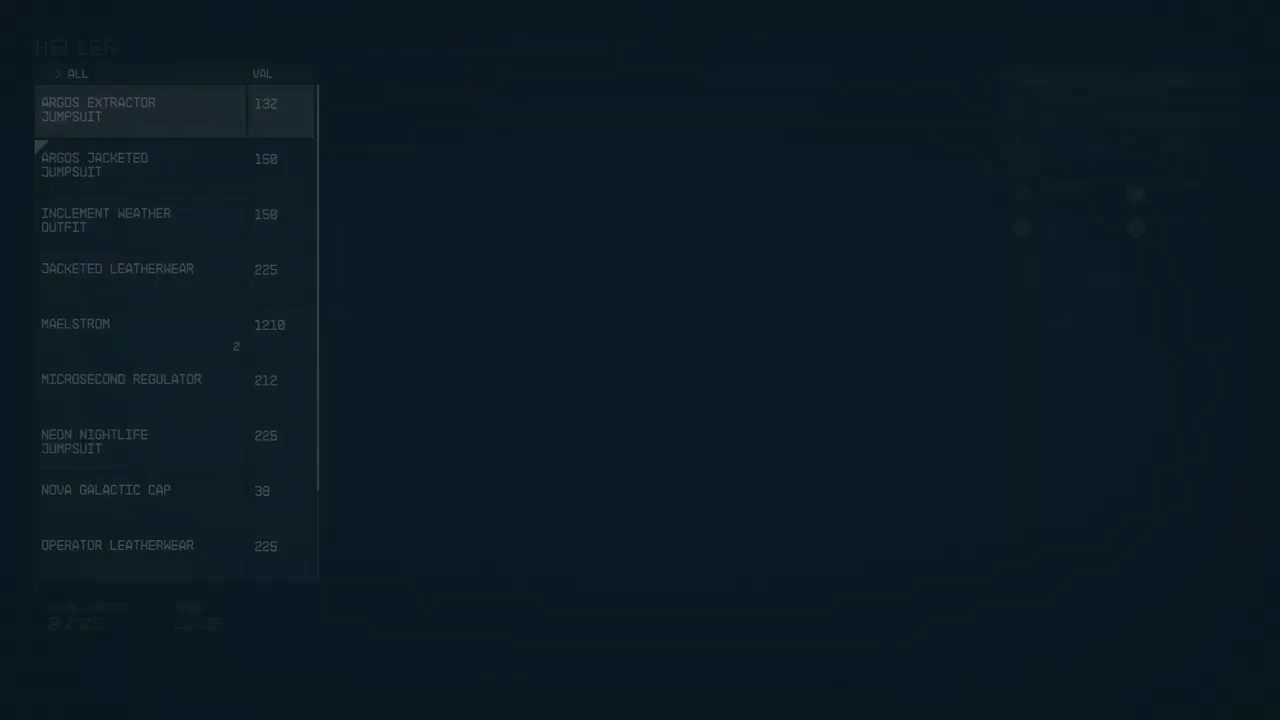 HELLER
> ALL VAL
ARGOS EXTRACTOR 132
JUMPSUIT
ARGOS JACKETED 150
JUMPSUIT
INCLEMENT WEATHER 150
OUTFIT
JACKETED LEATHERWEAR 225
MAELSTROM 1210
2
MICROSECOND REGULATOR 212
NEON NIGHTLIFE 225
JUMPSUIT
NOVA GALACTIC CAP 38
OPERATOR LEATHERWEAR 225